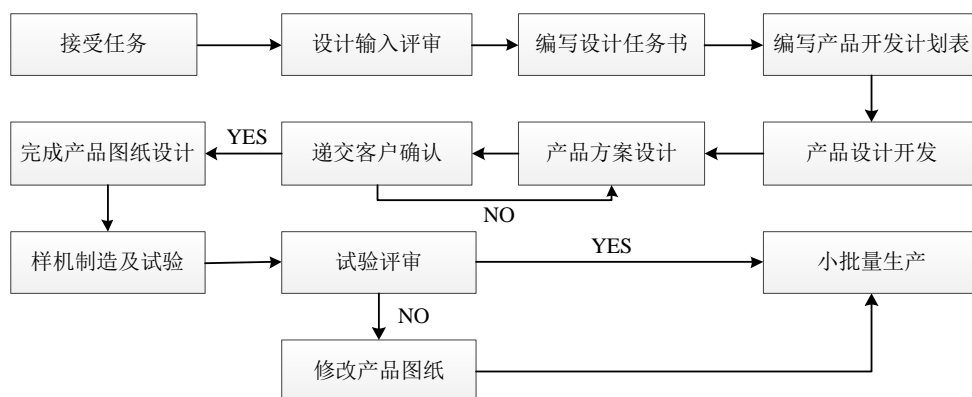 接受任务
设计输入评审
编写设计任务书
编写产品开发计划表
完成产品图纸设计
YES
递交客户确认
产品方案设计
产品设计开发
NO
样机制造及试验
试验评审
YES
小批量生产
NO
修改产品图纸